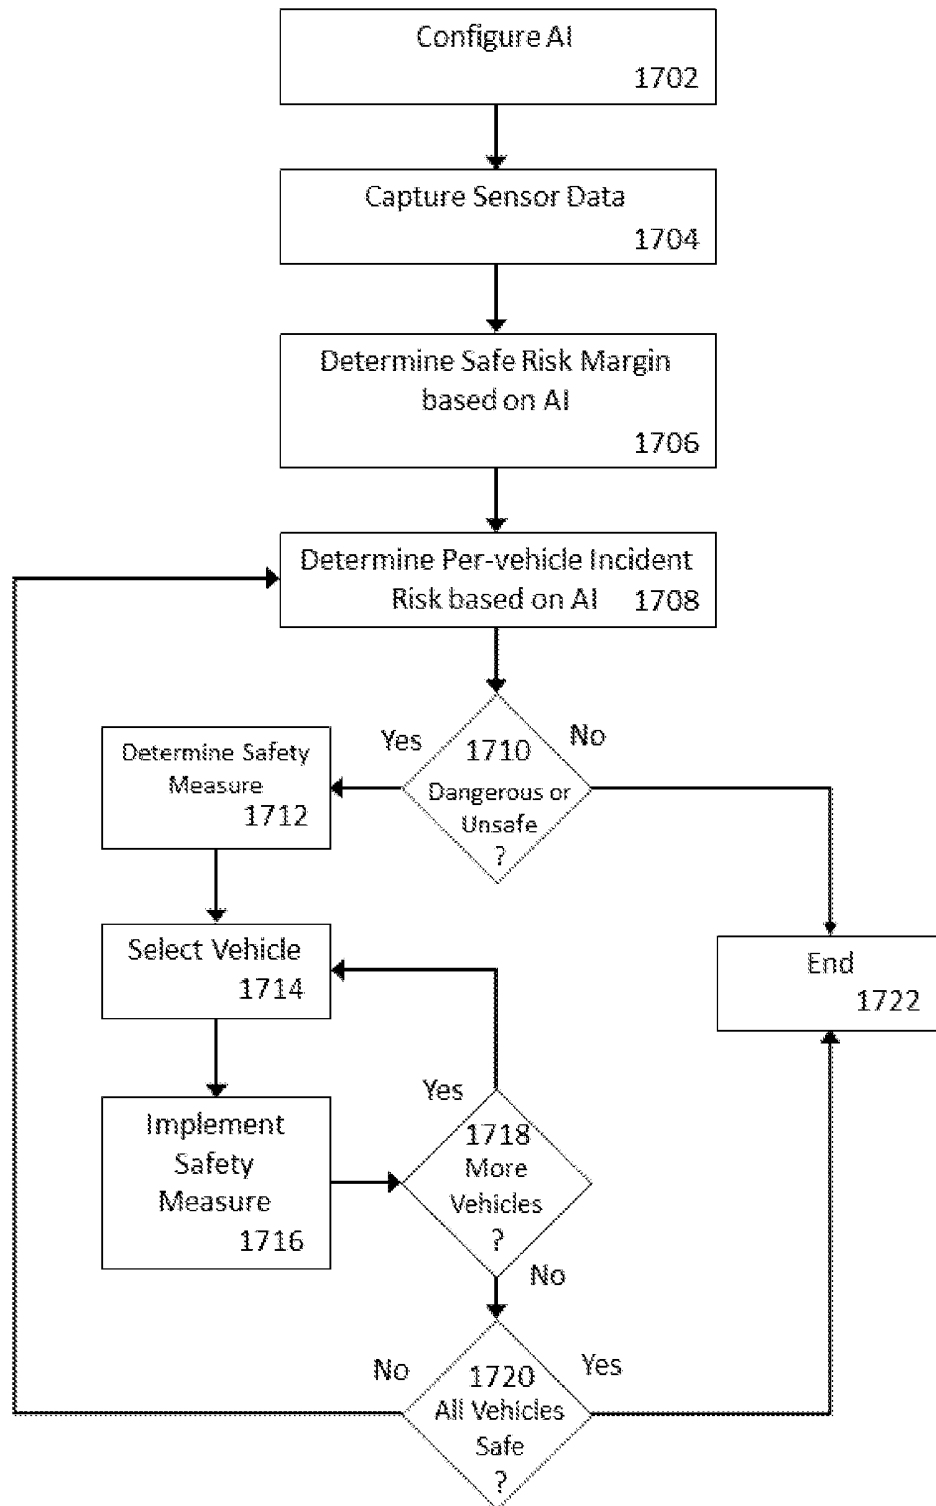 Configure AI
1702
Capture Sensor Data
1704
Determine Safe Risk Margin
based on AI
1706
Determine Per-vehicle Incident
Risk based on AI 1708
Yes
1710
No
Dangerous or
Unsafe
?
Determine Safety
Measure
1712
Select Vehicle
1714
End
1722
Implement
Safety
Measure
1716
Yes
1718
More
Vehicles
?
No
No
1720
Yes
All Vehicles
Safe
?